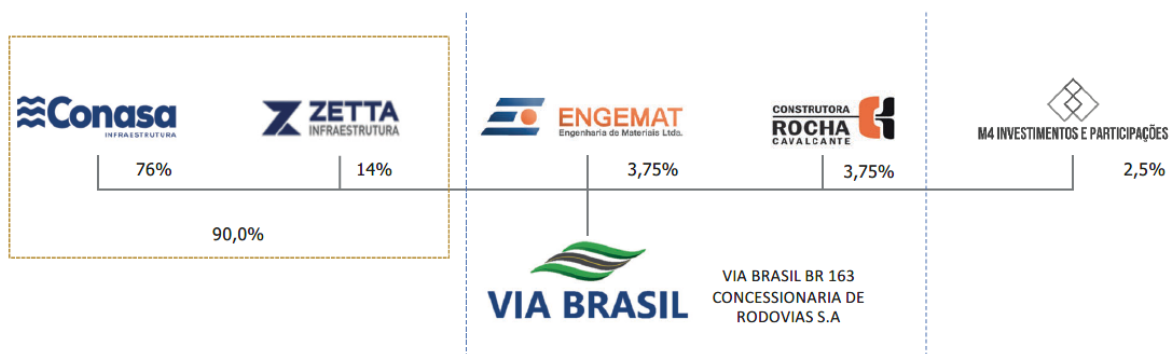 Conasa
INFRAESTRUTURA
76%
ZETTA
INFRAESTRUTURA
14%
90,0%
ENGEMAT
Engenharia de Materiais Ltda.
3,75%
CONSTRUTORA
ROCHA
CAVALCANTE
3,75%
M4 INVESTIMENTOS E PARTICIPAÇÕES
2,5%
VIA BRASIL
VIA BRASIL BR 163
CONCESSIONARIA DE
RODOVIAS S.A